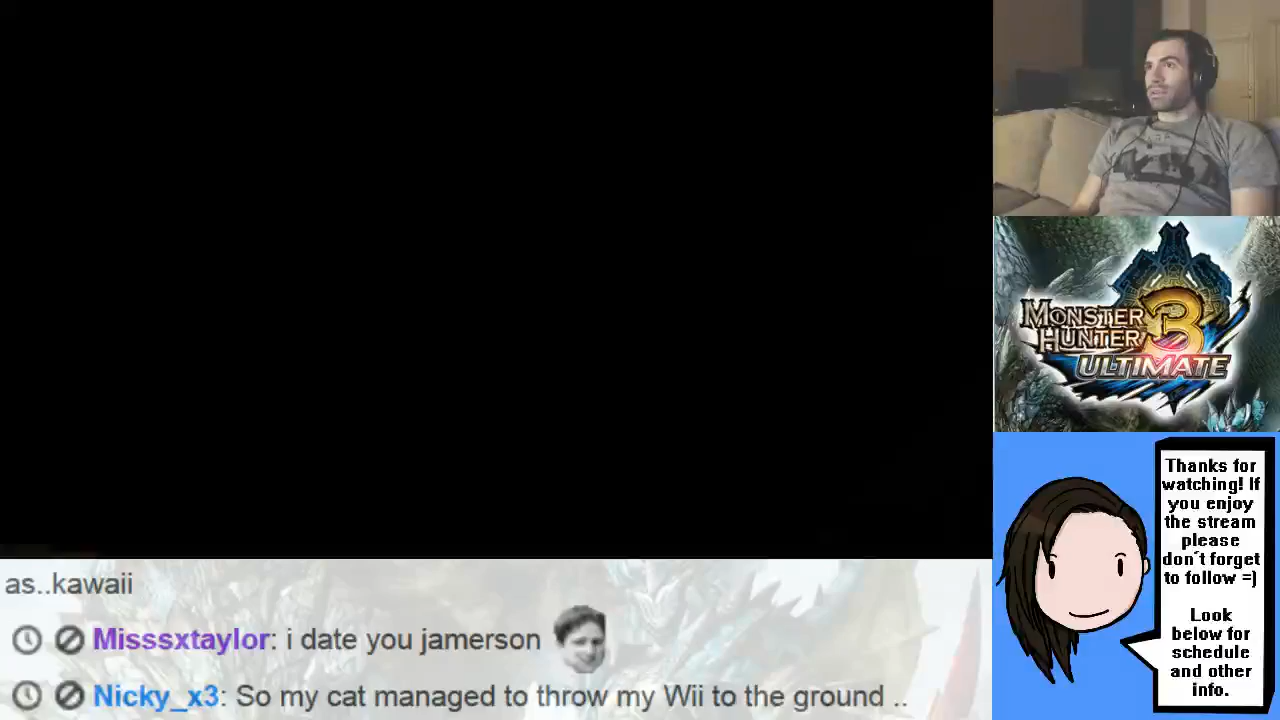 MONSTER
HUNTER
3
ULTIMATE
Thanks for
watching! If
you enjoy
the stream
please
don´t forget
to follow =)
Look
below for
schedule
and other
info.
as..kawaii
Misssxtaylor: i date you jamerson
Nicky_x3: So my cat managed to throw my Wii to the ground ..